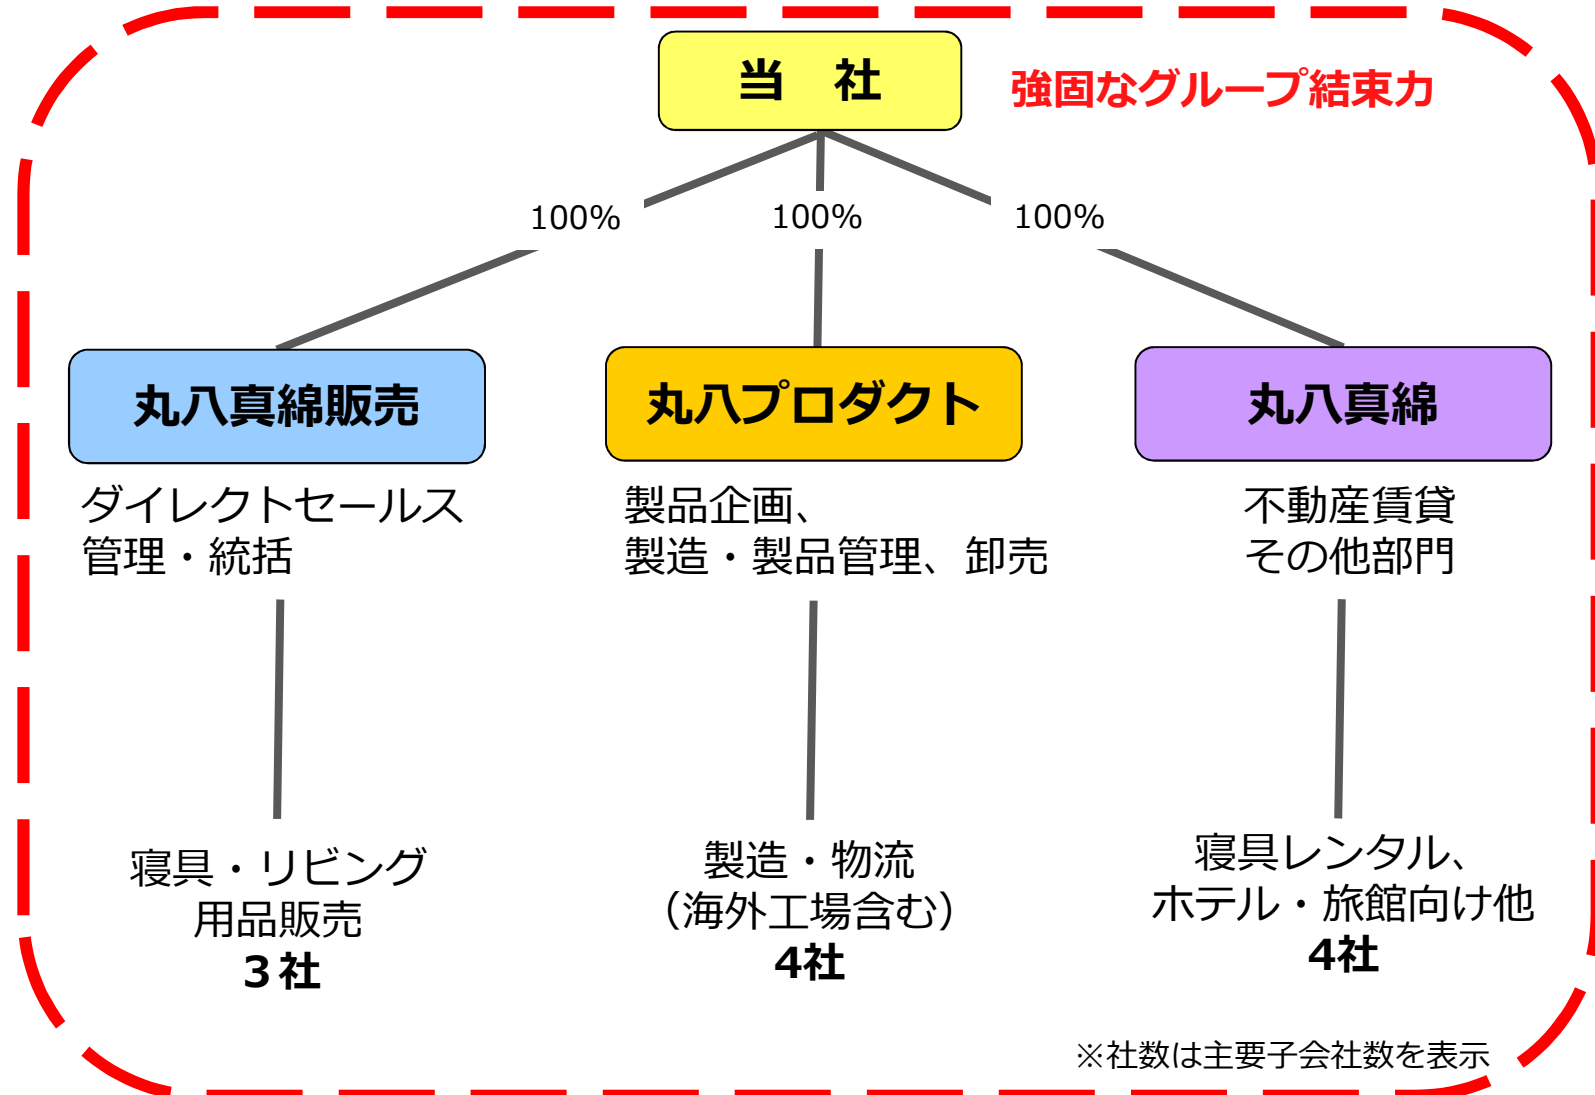 当　社
強固なグループ結束力
100%
100%
100%
丸八真綿販売
丸八プロダクト
丸八真綿
ダイレクトセールス
管理・統括
製品企画、
製造・製品管理、卸売
不動産賃貸
その他部門
寝具・リビング
用品販売
３社
製造・物流
（海外工場含む）
4社
寝具レンタル、
ホテル・旅館向け他
4社
※社数は主要子会社数を表示